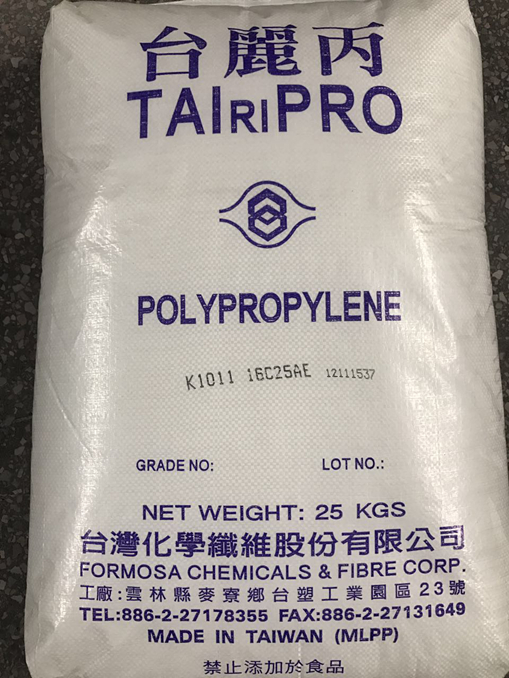 台麗丙
TAIRIPRO
POLYPROPYLENE
K1011 16C25AE 12111537
GRADE NO: LOT NO.:
NET WEIGHT: 25 KGS
台灣化學纖維股份有限公司
FORMOSA CHEMICALS & FIBRE CORP.
工廠:雲林縣麥寮鄉台塑工業園區23號
TEL:886-2-27178355 FAX:886-2-27131649
MADE IN TAIWAN (MLPP)
禁止添加於食品